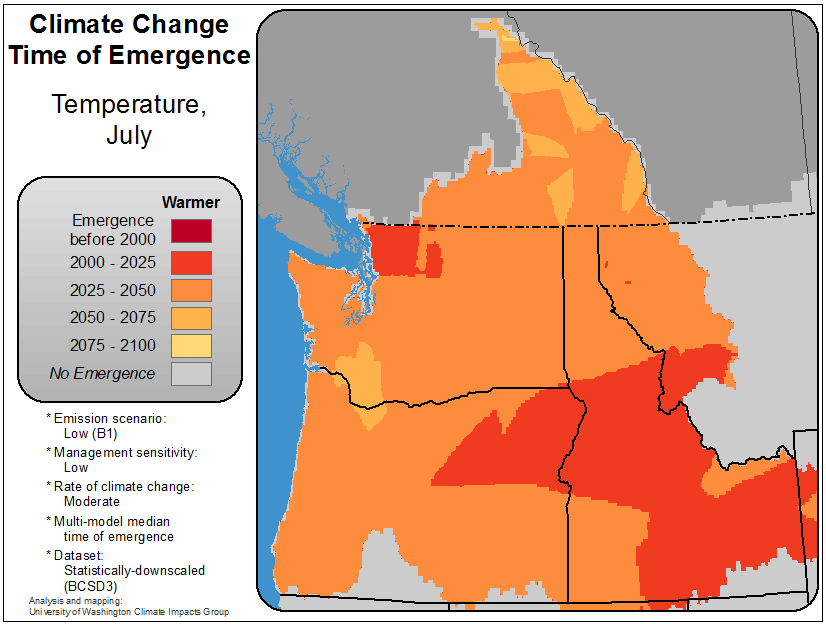 Climate Change
Time of Emergence
Temperature,
July
Warmer
Emergence
before 2000
2000 - 2025
2025 - 2050
2050 - 2075
2075 - 2100
No Emergence
* Emission scenario:
Low (B1)
* Management sensitivity:
Low
* Rate of climate change:
Moderate
* Multi-model median
time of emergence
* Dataset:
Statistically-downscaled
(BCSD3)
Analysis and mapping:
University of Washington Climate Impacts Group